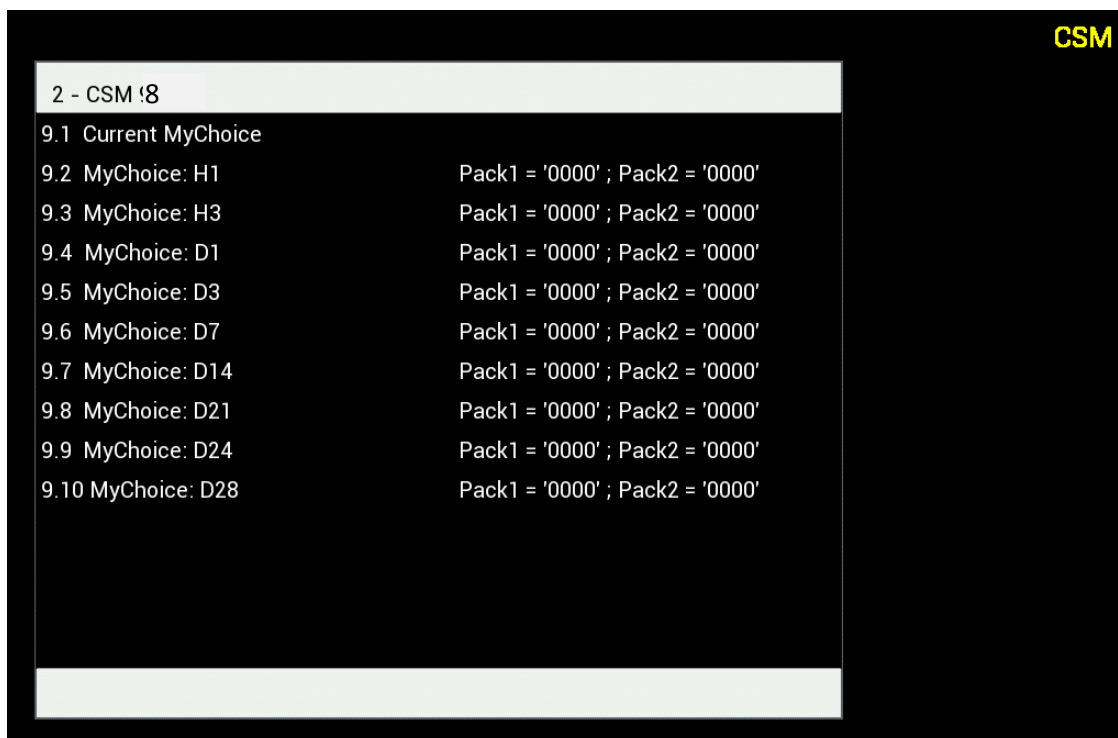 CSM
2 - CSM 8
9.1 Current MyChoice
9.2 MyChoice: H1 Pack1 = '0000' ; Pack2 = '0000'
9.3 MyChoice: H3 Pack1 = '0000' ; Pack2 = '0000'
9.4 MyChoice: D1 Pack1 = '0000' ; Pack2 = '0000'
9.5 MyChoice: D3 Pack1 = '0000' ; Pack2 = '0000'
9.6 MyChoice: D7 Pack1 = '0000' ; Pack2 = '0000'
9.7 MyChoice: D14 Pack1 = '0000' ; Pack2 = '0000'
9.8 MyChoice: D21 Pack1 = '0000' ; Pack2 = '0000'
9.9 MyChoice: D24 Pack1 = '0000' ; Pack2 = '0000'
9.10 MyChoice: D28 Pack1 = '0000' ; Pack2 = '0000'